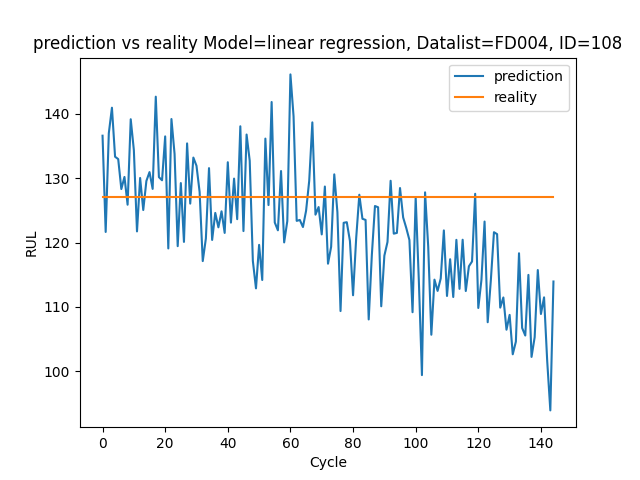 prediction vs reality Model=linear regression, Datalist=FD004, ID=108
prediction
reality
140
130
120
110
100
RUL
0 20 40 60 80 100 120 140
Cycle